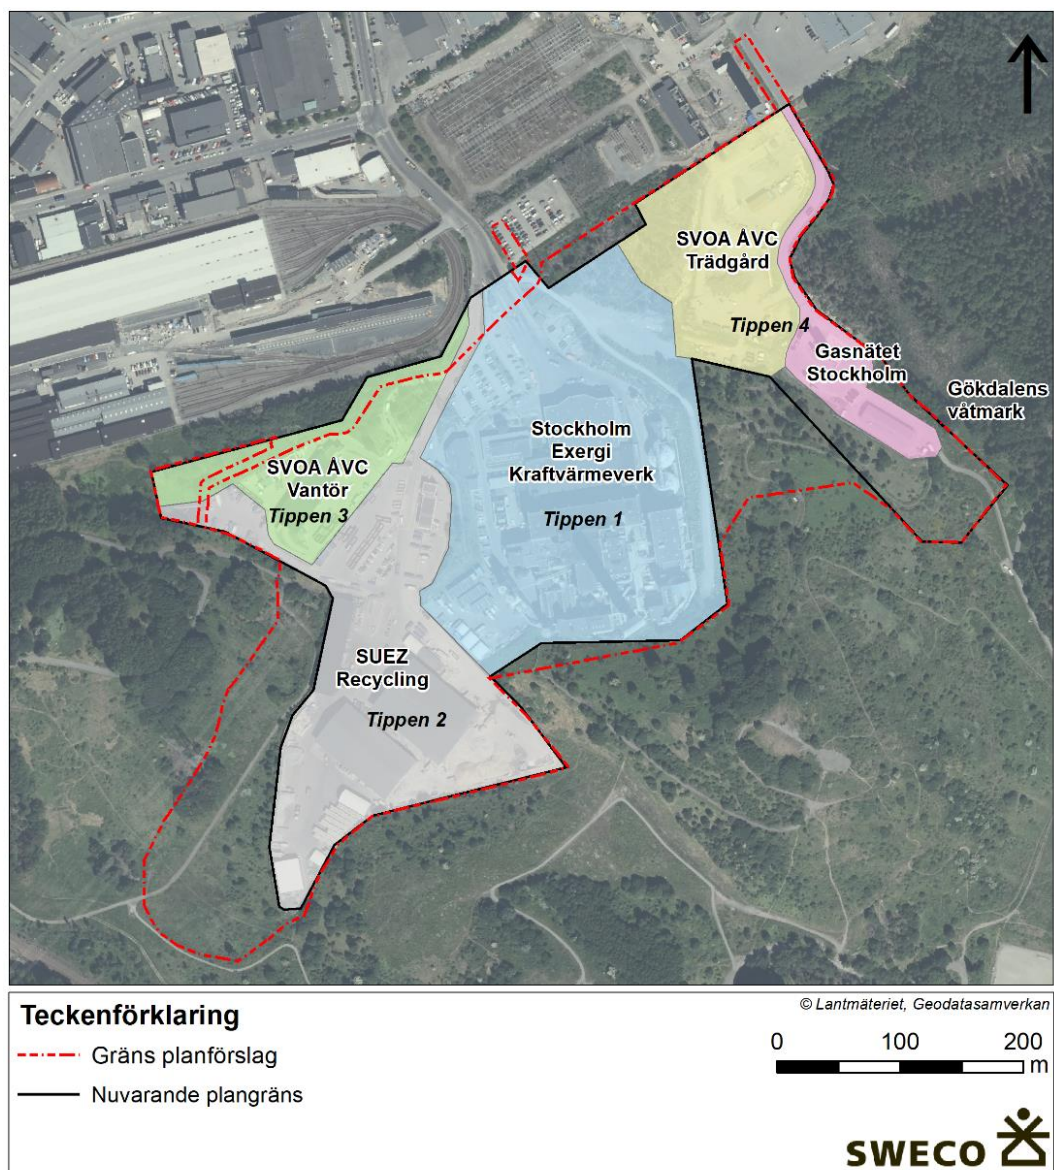 SVOA ÅVC
Trädgård
Tippen 4
Gasnätet
Stockholm
Gökdalens
våtmark
Stockholm
Exergi
Kraftvärmeverk
Tippen 1
SVOA ÅVC
Vantör
Tippen 3
SUEZ
Recycling
Tippen 2
Teckenförklaring
Gräns planförslag
Nuvarande plangräns
© Lantmäteriet, Geodatasamverkan
0 100 200
m
SWECO